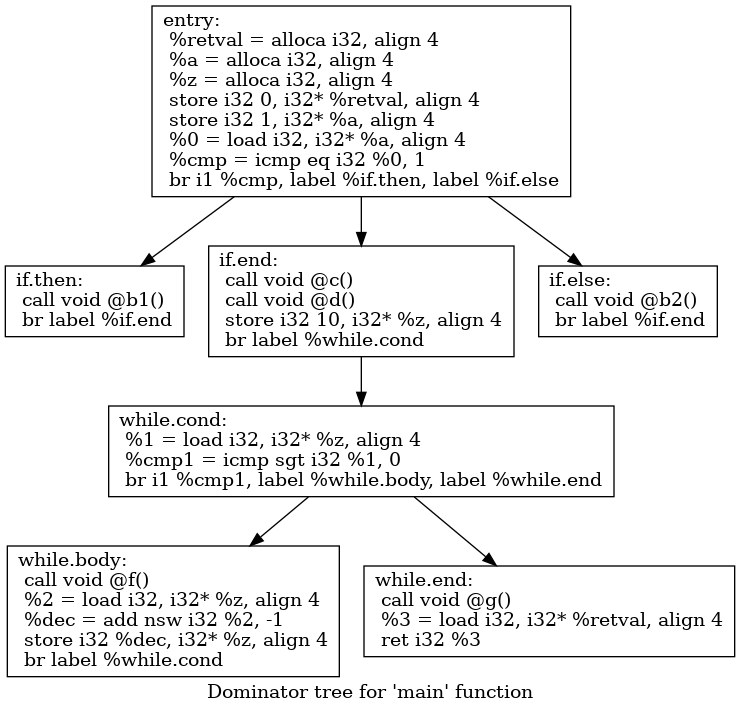 entry:
%retval = alloca i32, align 4
%a = alloca i32, align 4
%z = alloca i32, align 4
store i32 0, i32* %retval, align 4
store i32 1, i32* %a, align 4
%0 = load i32, i32* %a, align 4
%cmp = icmp eq i32 %0, 1
br i1 %cmp, label %if.then, label %if.else
if.then:
call void @b1()
br label %if.end
if.end:
call void @c()
call void @d()
store i32 10, i32* %z, align 4
br label %while.cond
if.else:
call void @b2()
br label %if.end
while.cond:
%1 = load i32, i32* %z, align 4
%cmp1 = icmp sgt i32 %1, 0
br i1 %cmp1, label %while.body, label %while.end
while.body:
call void @f()
%2 = load i32, i32* %z, align 4
%dec = add nsw i32 %2, -1
store i32 %dec, i32* %z, align 4
br label %while.cond
while.end:
call void @g()
%3 = load i32, i32* %retval, align 4
ret i32 %3
Dominator tree for 'main' function